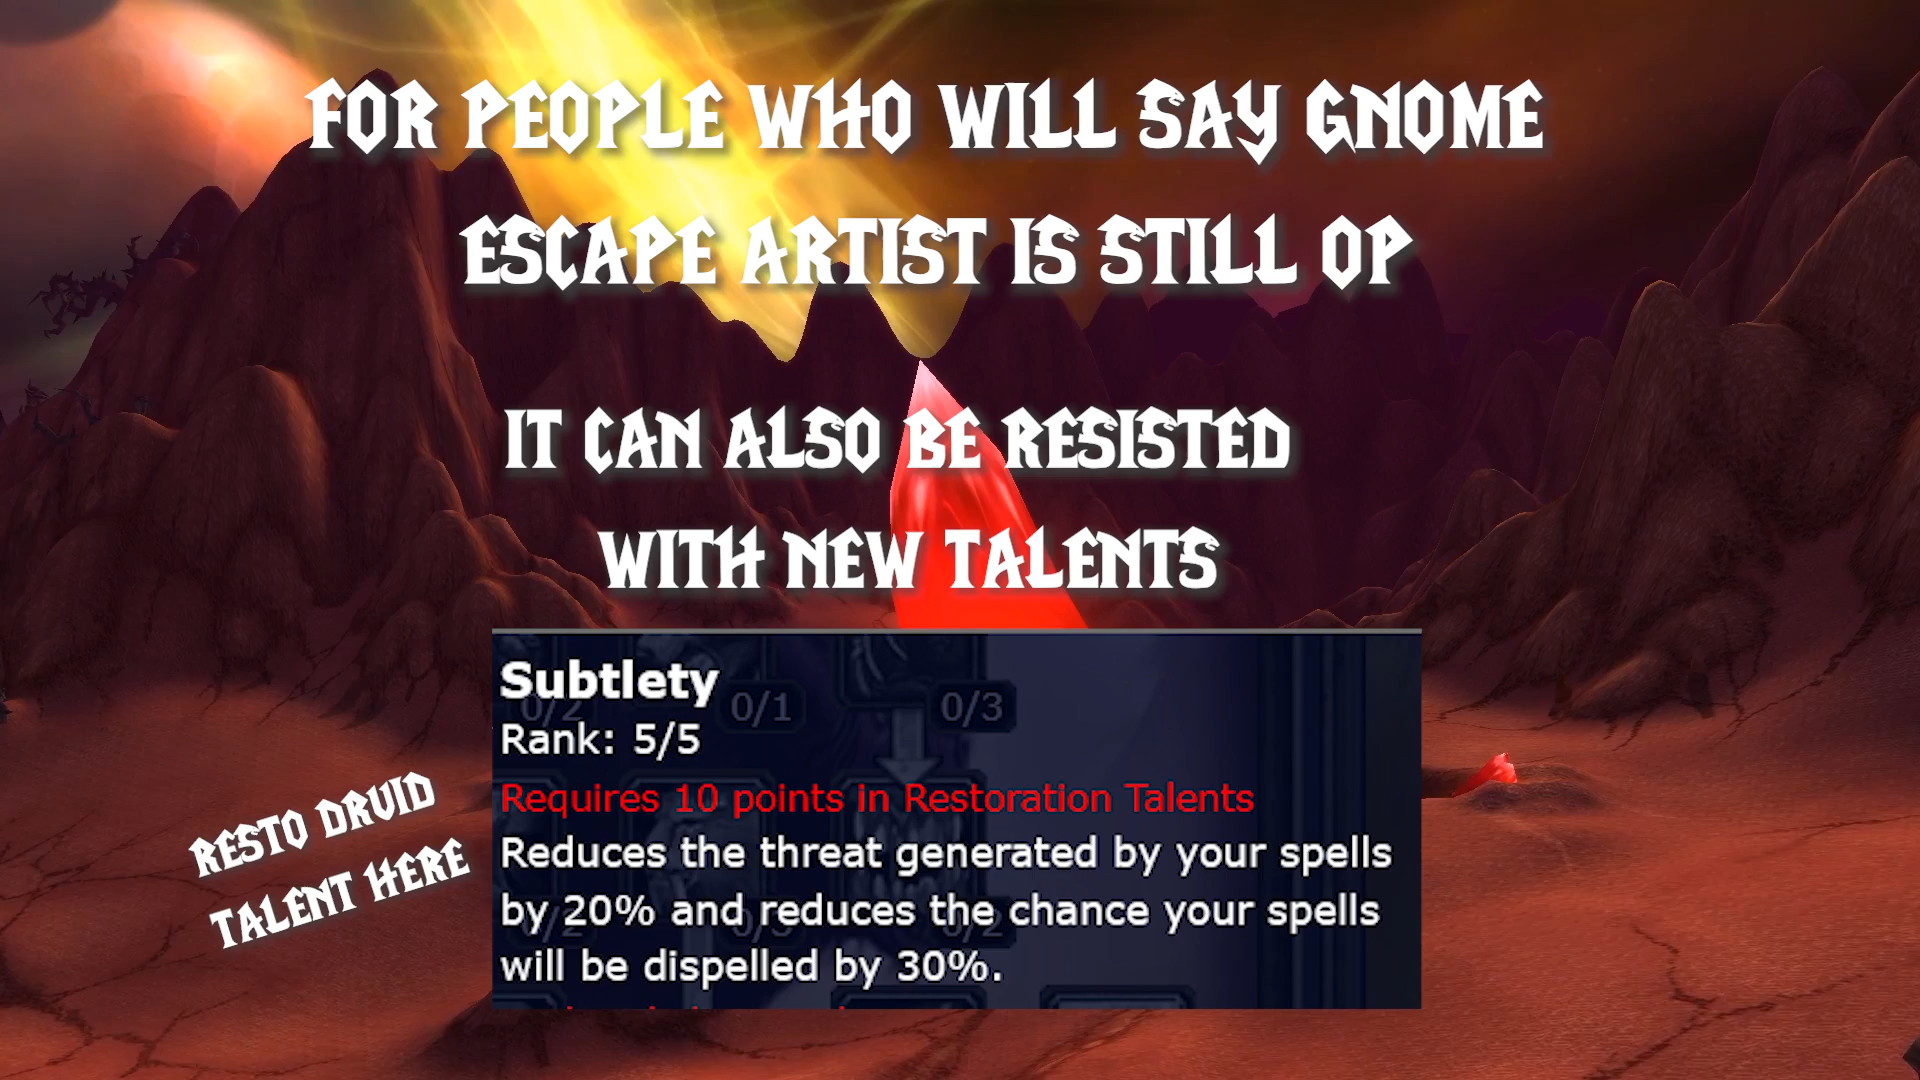 FOR PEOPLE WHO WILL SAY GNOME
ESCAPE ARTIST IS STILL OP
IT CAN ALSO BE RESISTED
WITH NEW TALENTS
Subtlety
0/2 0/1 0/3
Rank: 5/5
Requires 10 points in Restoration Talents
Reduces the threat generated by your spells
by 20% and reduces the chance your spells
will be dispelled by 30%.
RESTO DRUID
TALENT HERE